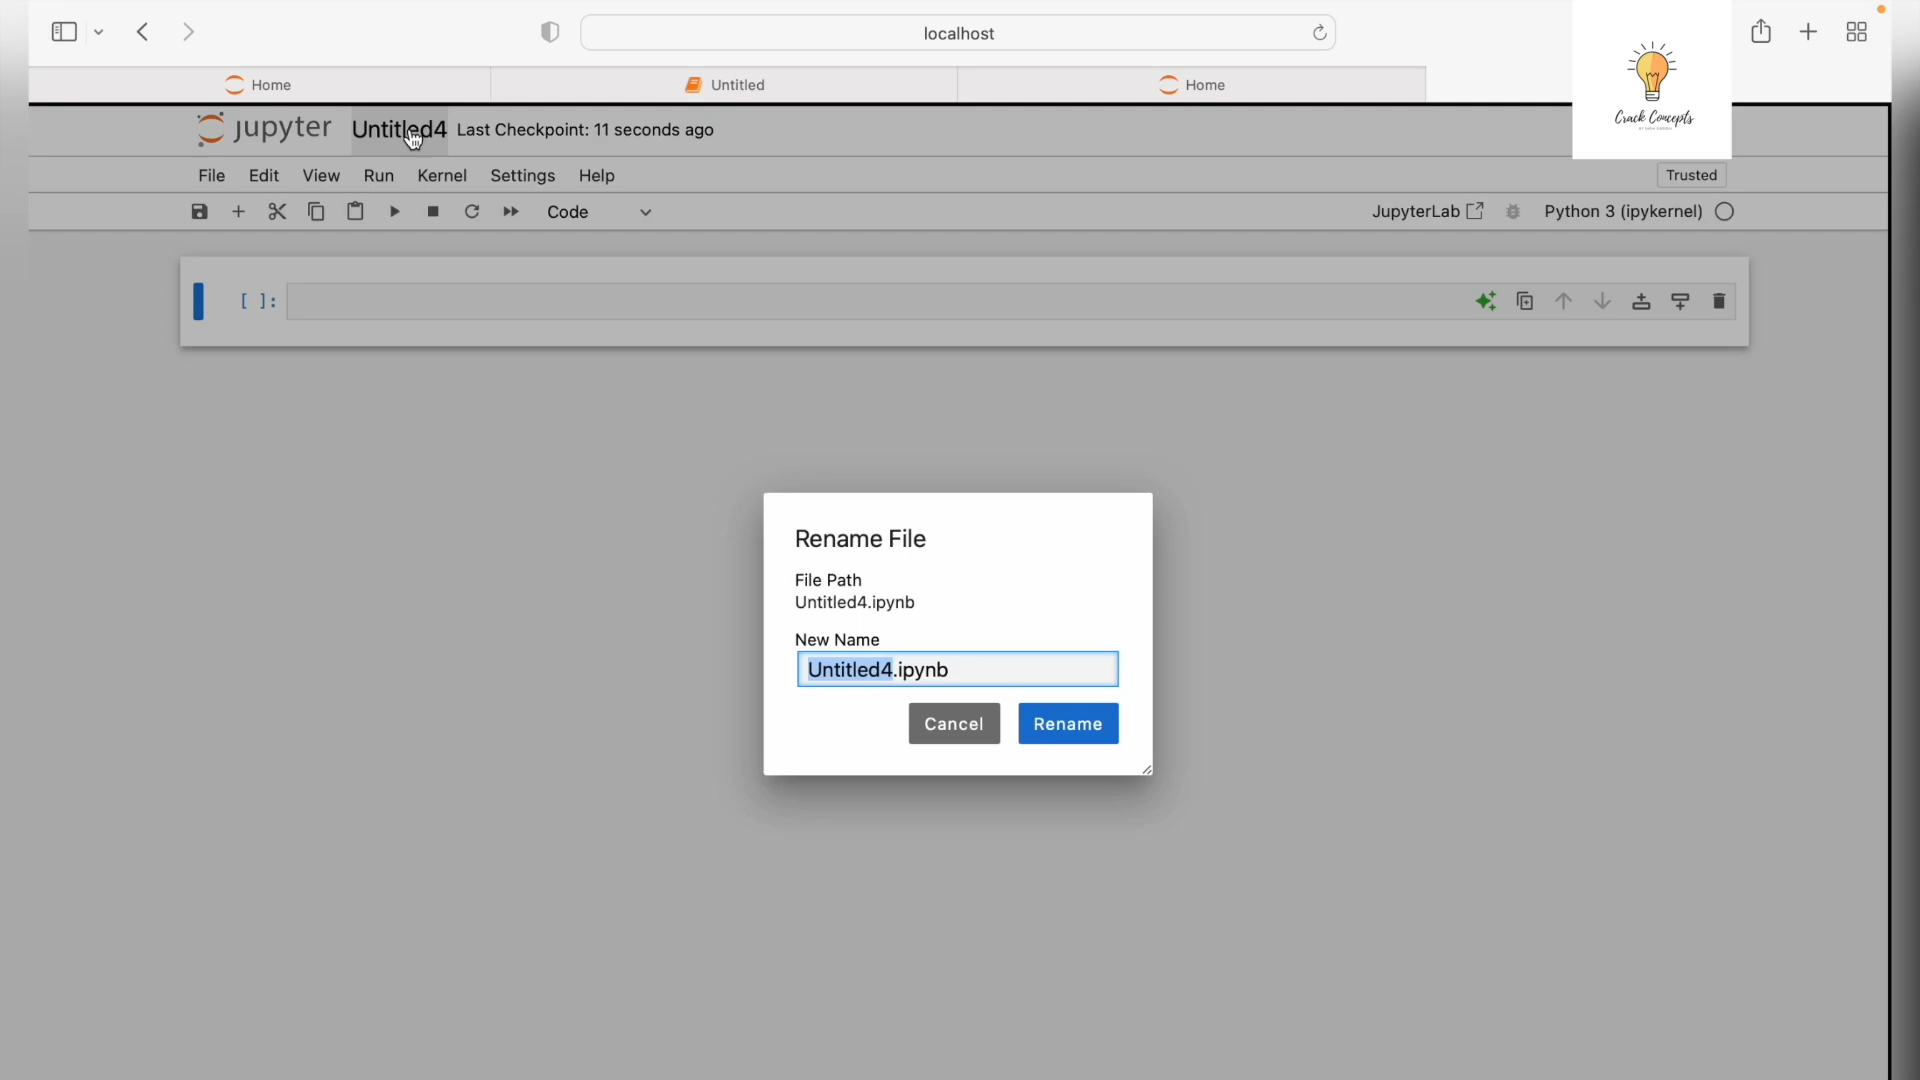 localhost
Home
Untitled
Home
Crack Concepts
jupyter Untitled4 Last Checkpoint: 11 seconds ago
File Edit View Run Kernel Settings Help
Trusted
Code
JupyterLab
Python 3 (ipykernel)
[ ]:
Rename File
File Path
Untitled4.ipynb
New Name
Untitled4.ipynb
Cancel Rename